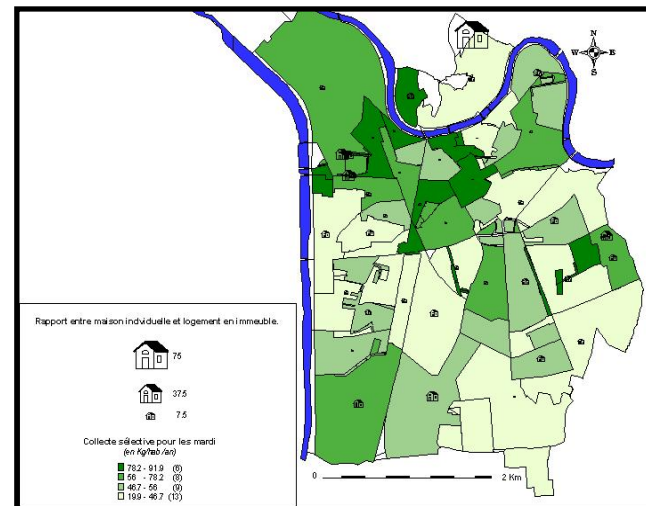 N
W E
S
Rapport entre maison individuelle et logement en immeuble.
75
37.5
7.5
Collecte sélective pour les mardi
(en Kg/hab /an)
78.2 - 91.9 (6)
56 - 78.2 (8)
46.7 - 56 (9)
19.9 - 46.7 (13)
0 2 Km